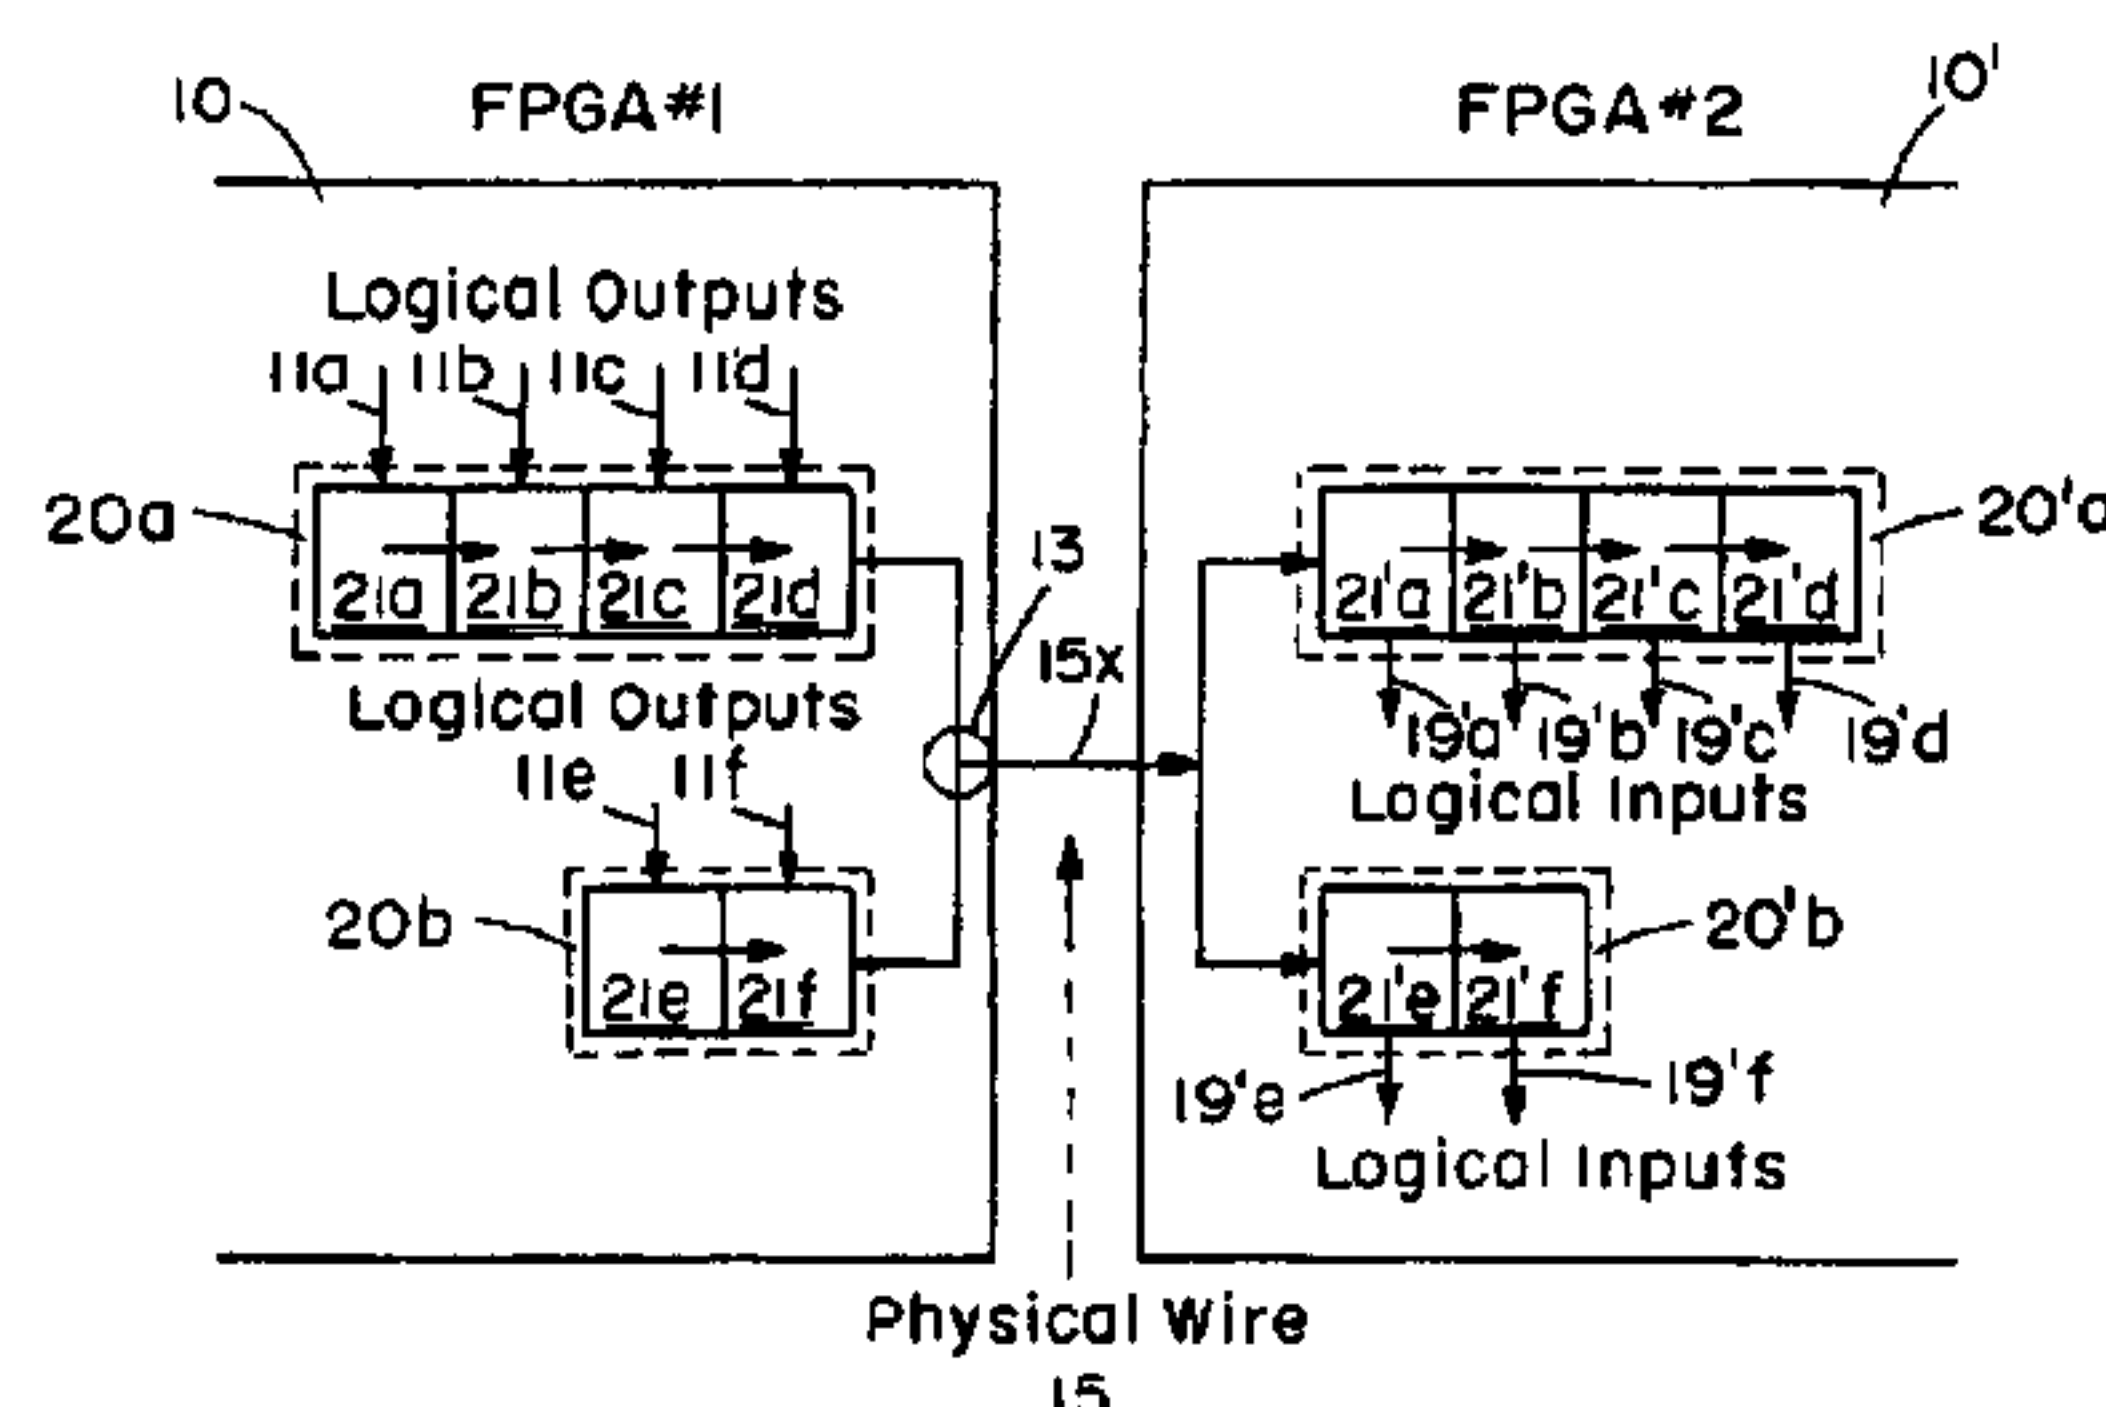 10 FPGA#1 FPGA#2 10'
Logical Outputs
11a 11b 11c 11d
20a 21a 21b 21c 21d 13 21'a 21'b 21'c 21'd
15x
Logical Outputs
19'a 19'b 19'c 19'd
11e 11f Logical Inputs
20b 21e 21f 21'e 21'f 20'b
19'e 19'f
Logical Inputs
Physical Wire
15